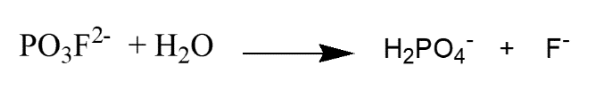 PO₃F²⁻ + H₂O ⟶ H₂PO₄⁻ + F⁻